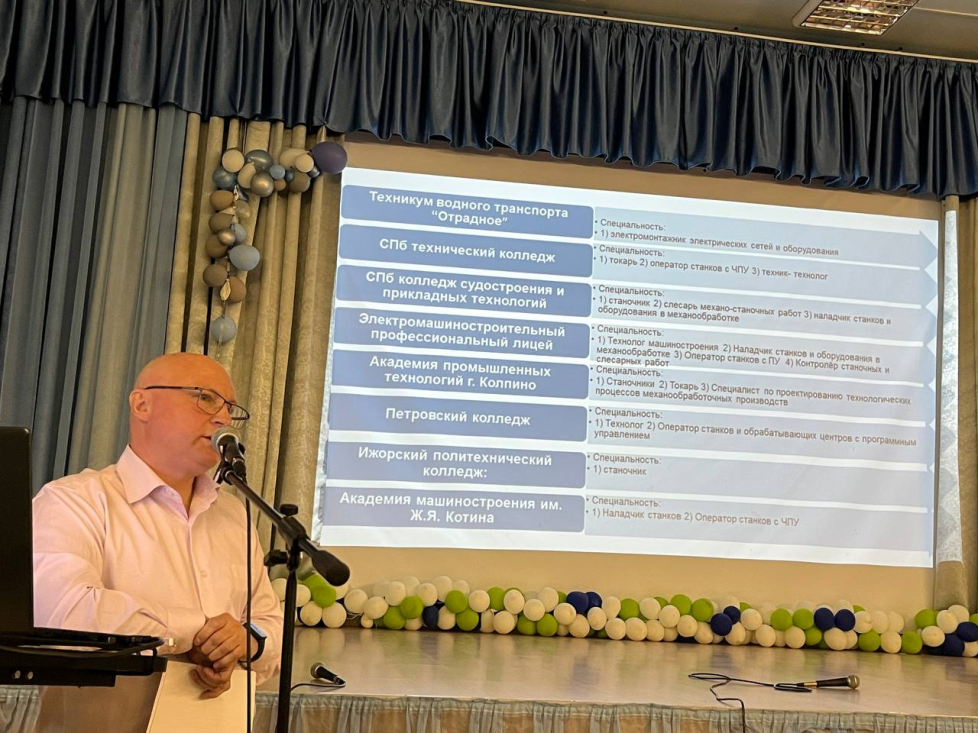 Техникум водного транспорта
“Отрадное”
• Специальность:
• 1) электромонтажник электрических сетей и оборудования
СПб технический колледж
• Специальность:
• 1) токарь 2) оператор станков с ЧПУ 3) техник- технолог
СПб колледж судостроения и
прикладных технологий
• Специальность:
• 1) станочник 2) слесарь механо-станочных работ 3) наладчик станков и
оборудования в механообработке
Электромашиностроительный
профессиональный лицей
• Специальность:
• 1) Технолог машиностроения 2) Наладчик станков и оборудования в
механообработке 3) Оператор станков с ПУ 4) Контролёр станочных и
слесарных работ
Академия промышленных
технологий г. Колпино
• Специальность:
• 1) Станочники 2) Токарь 3) Специалист по проектированию технологических
процессов механообработочных производств
Петровский колледж
• Специальность:
• 1) Технолог 2) Оператор станков и обрабатывающих центров с программным
управлением
Ижорский политехнический
колледж:
• Специальность:
• 1) станочник
Академия машиностроения им.
Ж.Я. Котина
• Специальность:
• 1) Наладчик станков 2) Оператор станков с ЧПУ